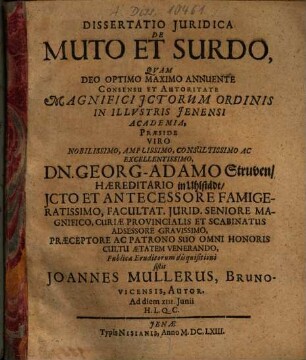 A Diss. 10461
DISSERTATIO JURIDICA
DE
MUTO ET SURDO,
QVAM
DEO OPTIMO MAXIMO ANNUENTE
CONSENSU ET AUTORITATE
MAGNIFICI JCTORUM ORDINIS
IN ILLVSTRIS JENENSI
ACADEMIA,
PRÆSIDE
VIRO
NOBILISSIMO, AMPLISSIMO, CONSULTISSIMO AC
EXCELLENTISSIMO,
DN. GEORG-ADAMO Struven/
HÆREDITARIO in Uhlstädt/
JCTO ET ANTECESSORE FAMIGE-
RATISSIMO, FACULTAT. JURID. SENIORE MA-
GNIFICO, CURIÆ PROVINCIALIS ET SCABINATUS
ADSESSORE GRAVISSIMO,
PRÆCEPTORE AC PATRONO SUO OMNI HONORIS
CULTU ÆTATEM VENERANDO,
Publicæ Eruditorum disquisitioni
sistit
JOANNES MULLERUS, BRUNO-
VICENSIS, AUTOR.
Ad diem XIII. Junii
H. L. Q. C.
JENÆ
Typis NISIANIS, Anno M. DC. LXIII.